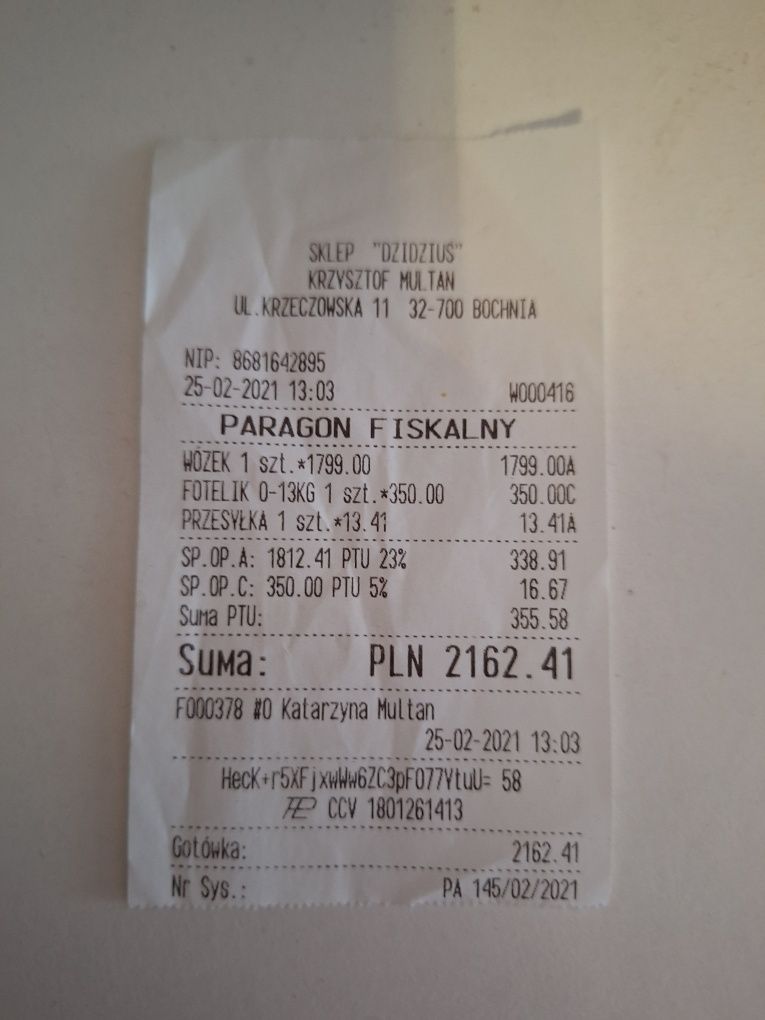 SKLEP "DZIDZIUŚ"
KRZYSZTOF MULTAN
UL.KRZECZOWSKA 11 32-700 BOCHNIA
NIP: 8681642895
25-02-2021 13:03 W000416
PARAGON FISKALNY
WÓZEK 1 szt.*1799.00 1799.00A
FOTELIK 0-13KG 1 szt.*350.00 350.00C
PRZESYŁKA 1 szt.*13.41 13.41A
SP.OP.A: 1812.41 PTU 23% 338.91
SP.OP.C: 350.00 PTU 5% 16.67
Suma PTU: 355.58
Suma: PLN 2162.41
F000378 #0 Katarzyna Multan
25-02-2021 13:03
HecK+r5XFjxwWw6ZC3pF077YtuU= 58
CCV 1801261413
Gotówka: 2162.41
Nr Sys.: PA 145/02/2021